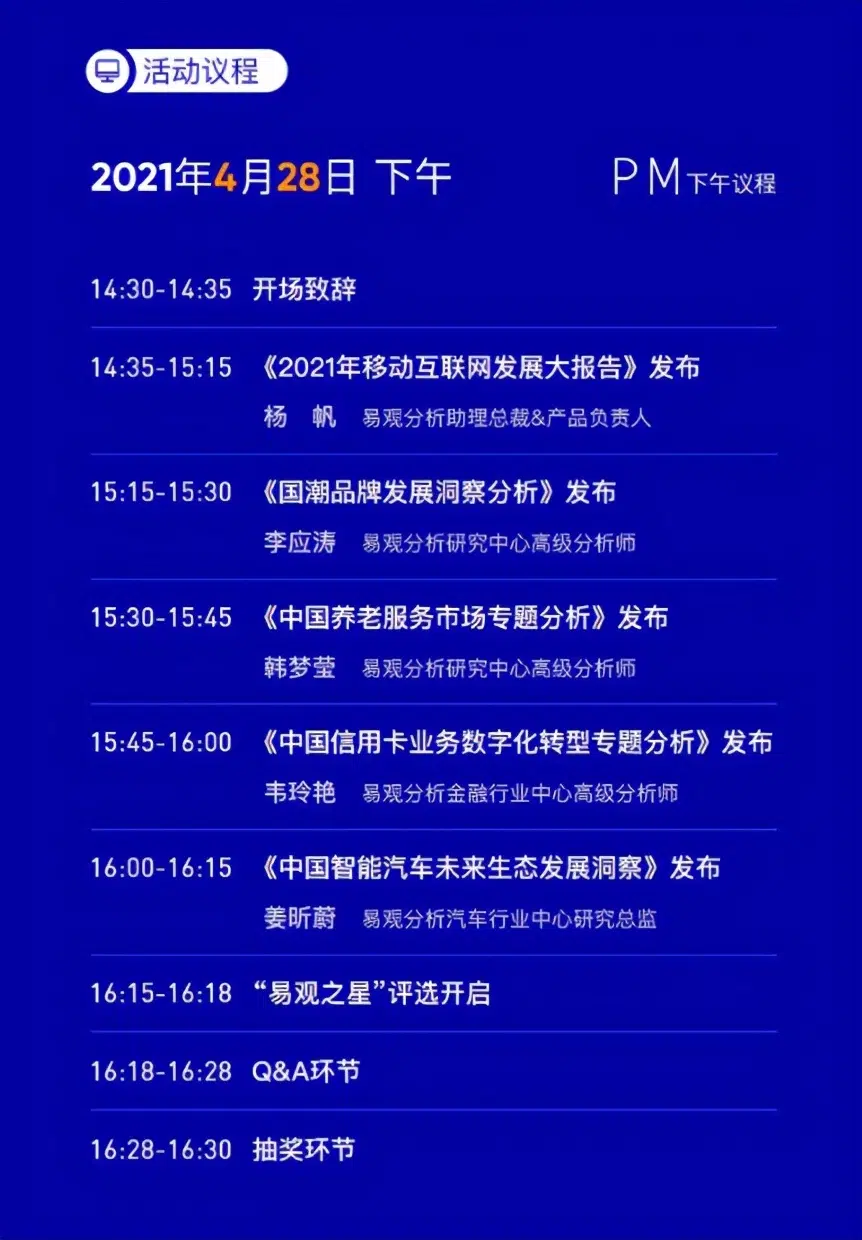 活动议程
2021年4月28日 下午 PM下午议程
14:30-14:35 开场致辞
14:35-15:15 《2021年移动互联网发展大报告》发布
杨 帆 易观分析助理总裁&产品负责人
15:15-15:30 《国潮品牌发展洞察分析》发布
李应涛 易观分析研究中心高级分析师
15:30-15:45 《中国养老服务市场专题分析》发布
韩梦莹 易观分析研究中心高级分析师
15:45-16:00 《中国信用卡业务数字化转型专题分析》发布
韦玲艳 易观分析金融行业中心高级分析师
16:00-16:15 《中国智能汽车未来生态发展洞察》发布
姜昕蔚 易观分析汽车行业中心研究总监
16:15-16:18 “易观之星”评选开启
16:18-16:28 Q&A环节
16:28-16:30 抽奖环节